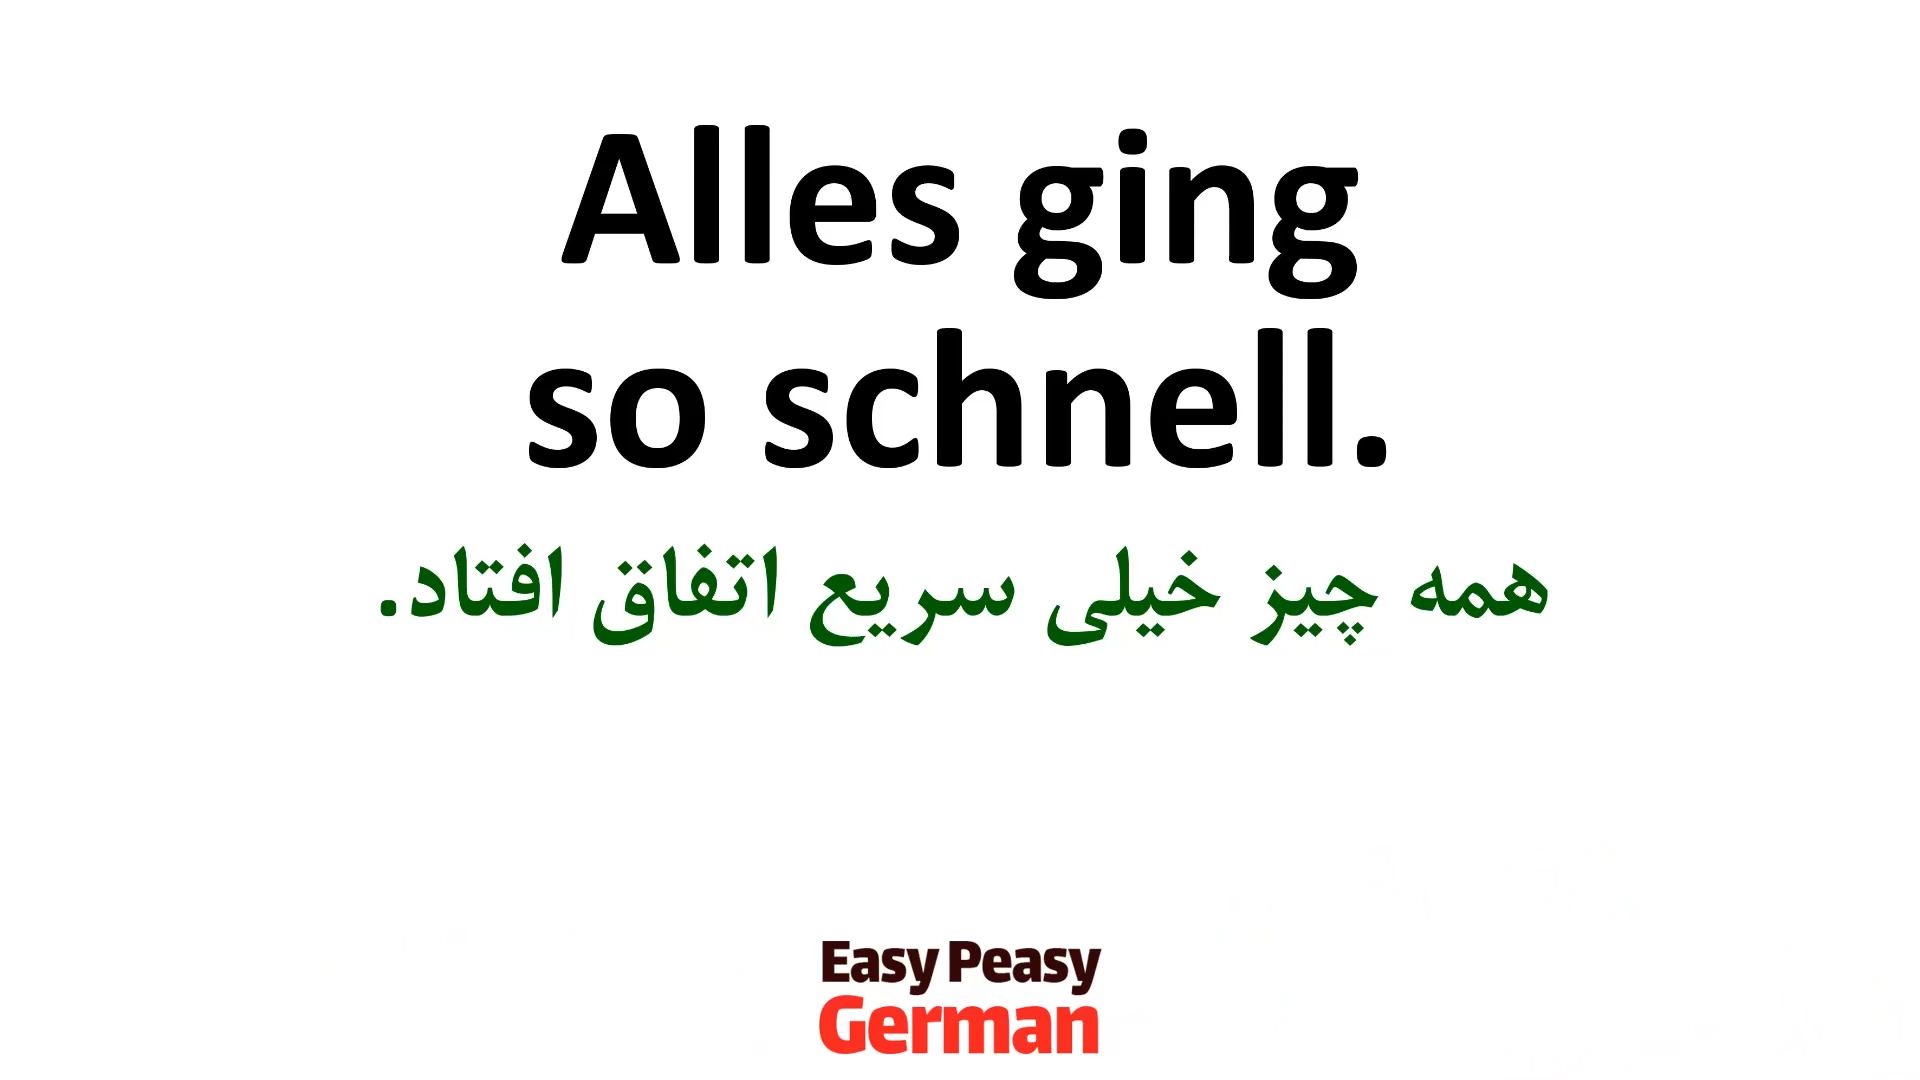 Alles ging
so schnell.
همه چیز خیلی سریع اتفاق افتاد.
Easy Peasy
German